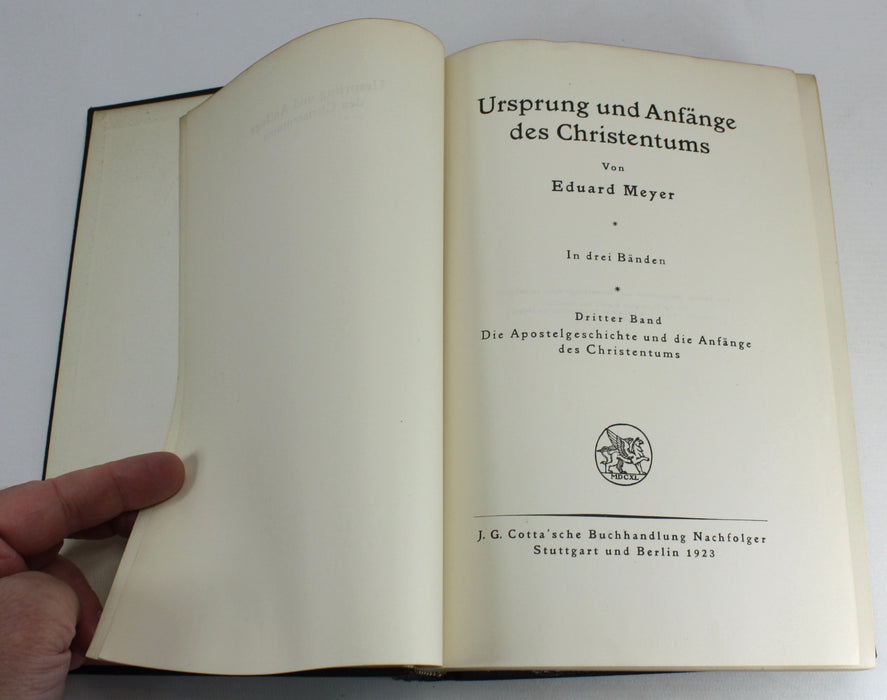 Ursprung und Anfänge
des Christentums
Von
Eduard Meyer
*
In drei Bänden
*
Dritter Band
Die Apostelgeschichte und die Anfänge
des Christentums
MDCXL
J. G. Cotta'sche Buchhandlung Nachfolger
Stuttgart und Berlin 1923